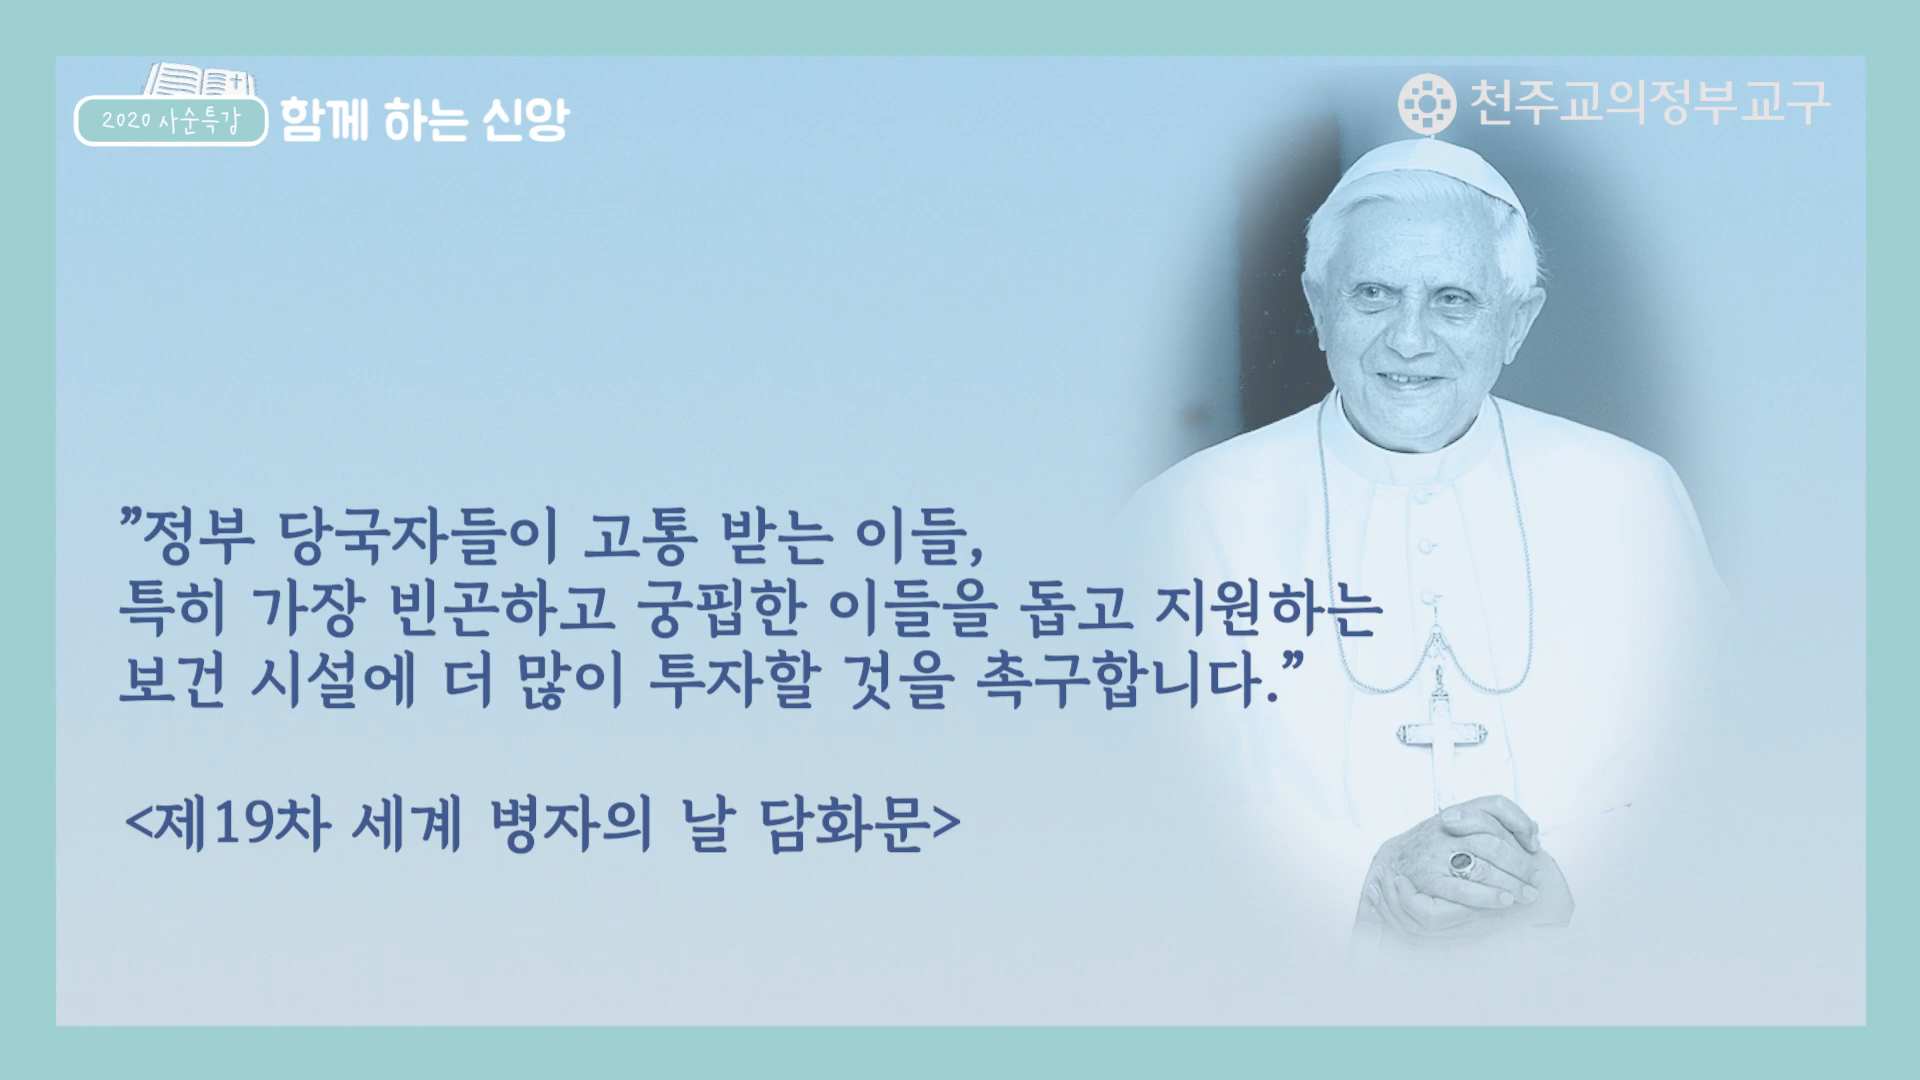 2020 사순특강 함께 하는 신앙
천주교의정부교구
”정부 당국자들이 고통 받는 이들,
특히 가장 빈곤하고 궁핍한 이들을 돕고 지원하는
보건 시설에 더 많이 투자할 것을 촉구합니다.”
<제19차 세계 병자의 날 담화문>